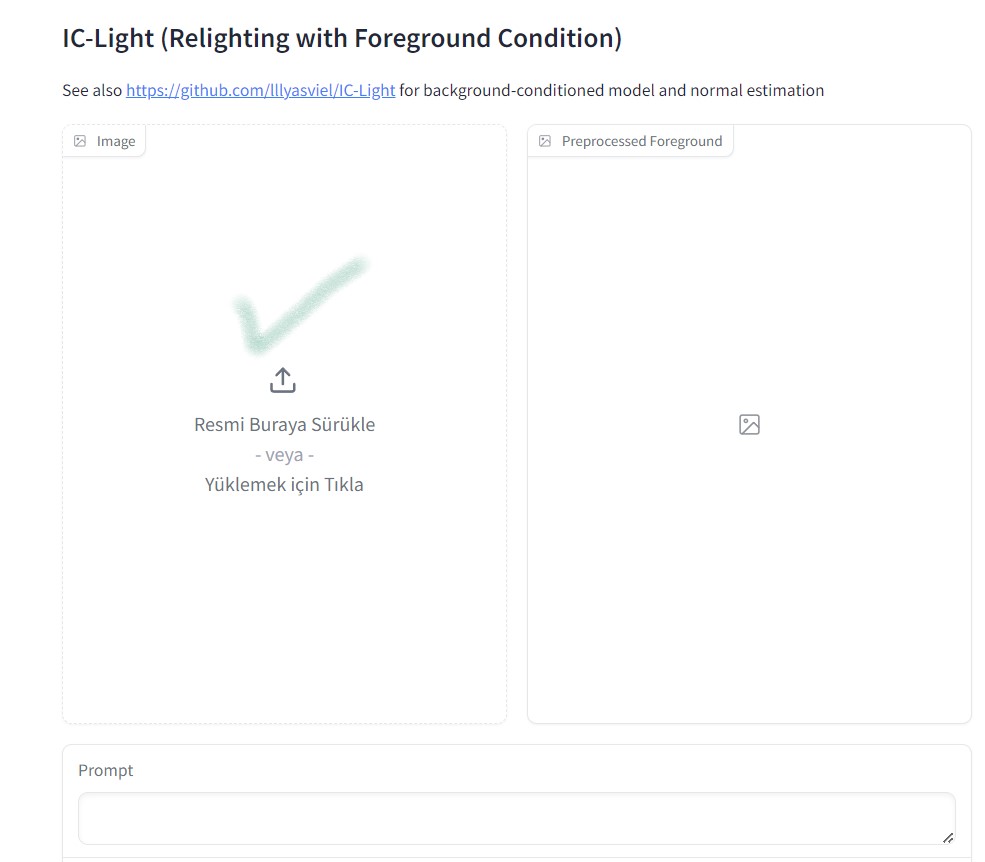 IC-Light (Relighting with Foreground Condition)
See also https://github.com/lllyasviel/IC-Light for background-conditioned model and normal estimation
Image
Preprocessed Foreground
Resmi Buraya Sürükle
- veya -
Yüklemek için Tıkla
Prompt